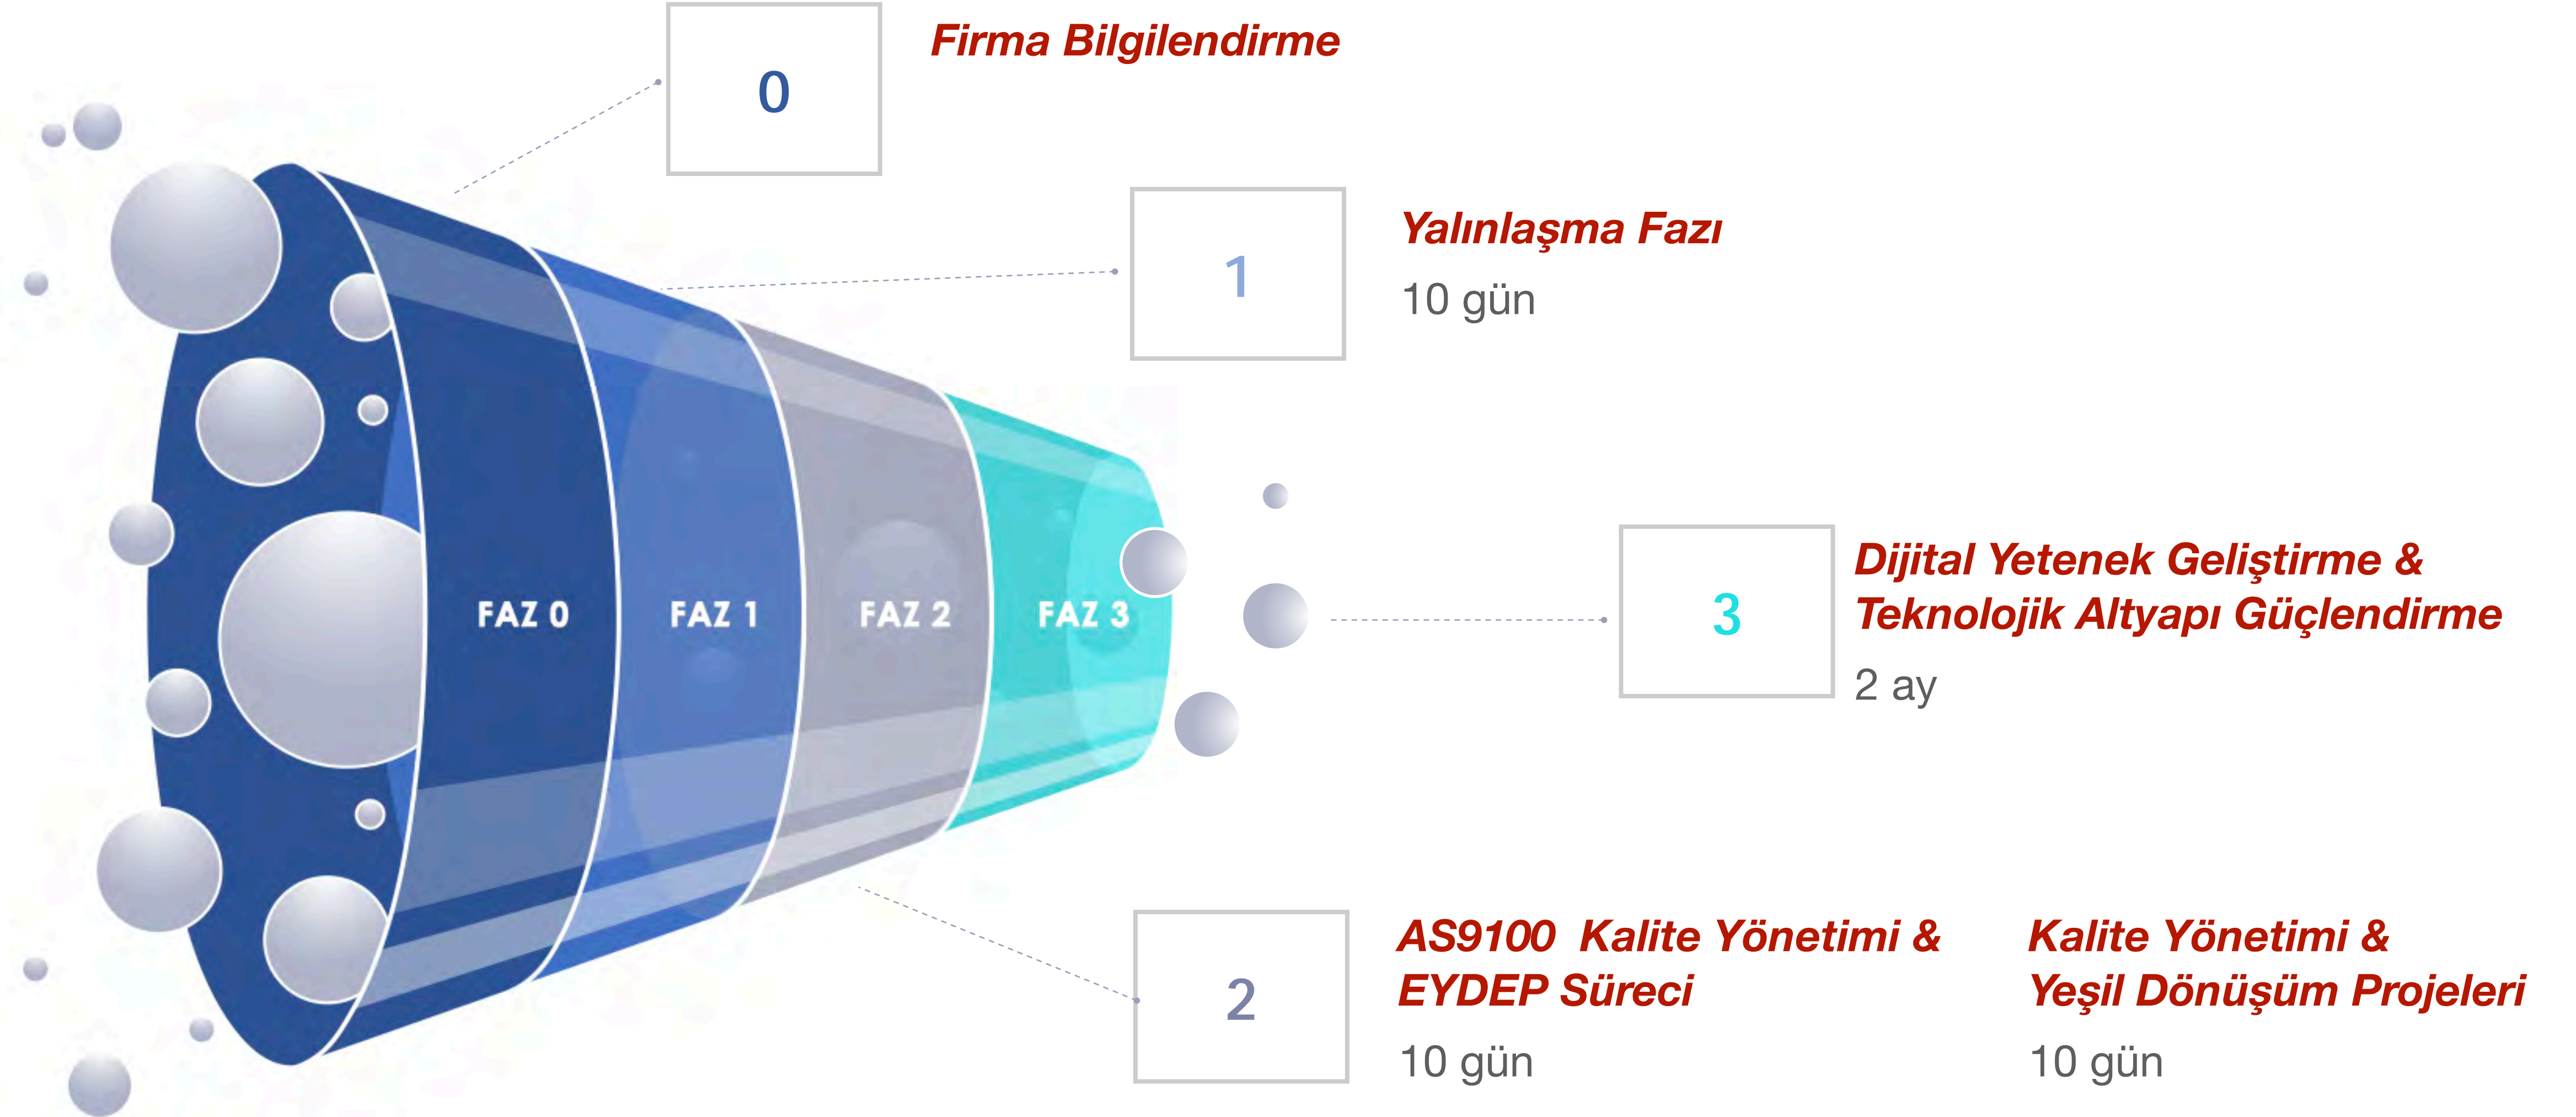 0
Firma Bilgilendirme
1
Yalınlaşma Fazı
10 gün
FAZ 0
FAZ 1
FAZ 2
FAZ 3
3
Dijital Yetenek Geliştirme &
Teknolojik Altyapı Güçlendirme
2 ay
2
AS9100  Kalite Yönetimi &
EYDEP Süreci
10 gün
Kalite Yönetimi &
Yeşil Dönüşüm Projeleri
10 gün